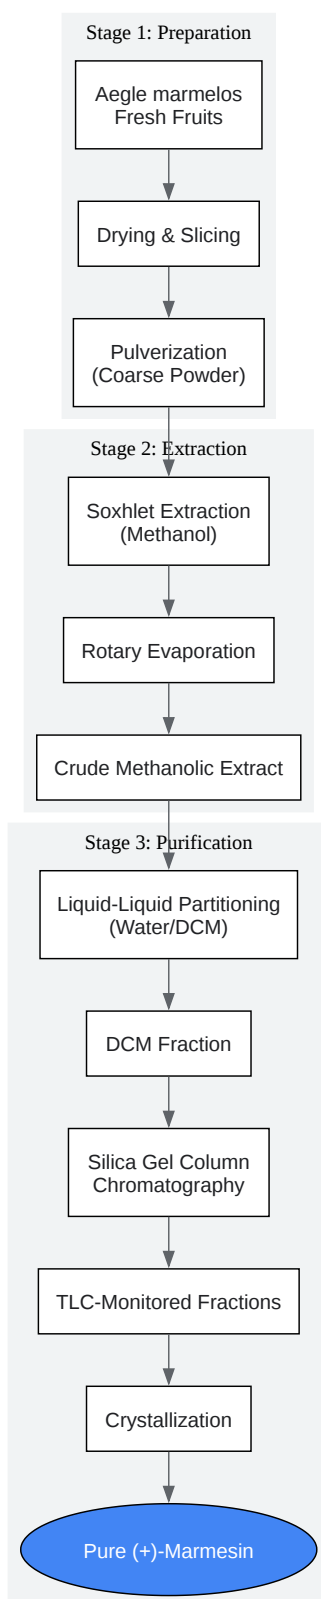 Stage 1: Preparation
Aegle marmelos
Fresh Fruits
Drying & Slicing
Pulverization
(Coarse Powder)
Stage 2: Extraction
Soxhlet Extraction
(Methanol)
Rotary Evaporation
Crude Methanolic Extract
Stage 3: Purification
Liquid-Liquid Partitioning
(Water/DCM)
DCM Fraction
Silica Gel Column
Chromatography
TLC-Monitored Fractions
Crystallization
Pure (+)-Marmesin